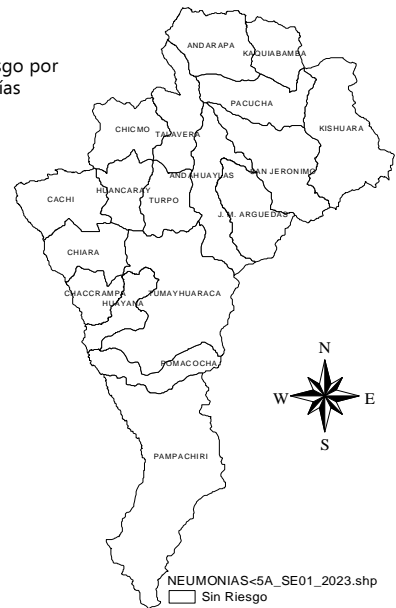 ANDARAPA
KAQUIABAMBA
sgo por
ías
PACUCHA
KISHUARA
CHICMO
TALAVERA
ANDAHUAYLAS
SAN JERONIMO
HUANCARAY
CACHI
TURPO
J. M. ARGUEDAS
CHIARA
CHACCRAMPA
TUMAYHUARACA
HUAYANA
POMACOCHA
N
W
E
S
PAMPACHIRI
NEUMONIAS<5A_SE01_2023.shp
Sin Riesgo